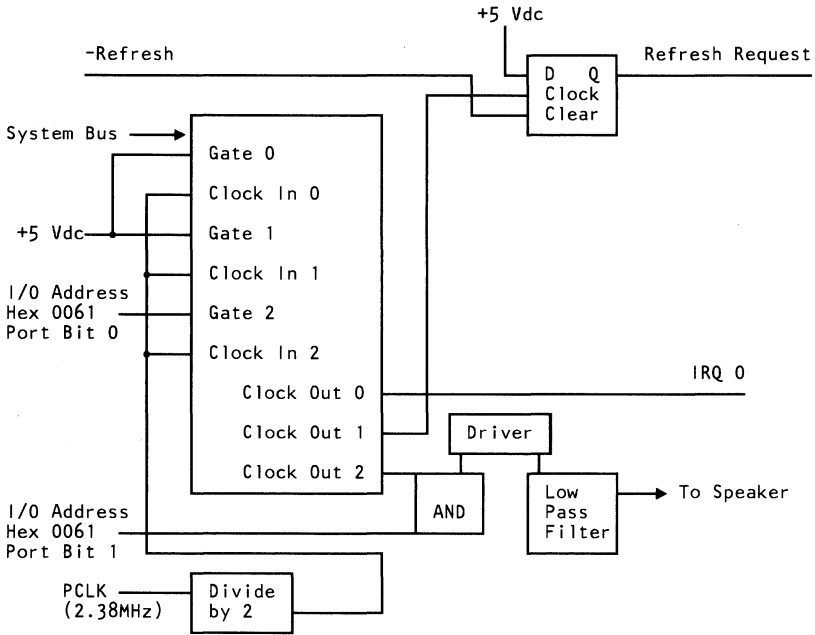 +5 Vdc
-Refresh
Refresh Request
D Q
Clock
Clear
System Bus
Gate 0
Clock In 0
+5 Vdc
Gate 1
Clock In 1
I/O Address
Hex 0061
Port Bit 0
Gate 2
Clock In 2
Clock Out 0
IRQ 0
Clock Out 1
Driver
Clock Out 2
I/O Address
Hex 0061
Port Bit 1
AND
Low
Pass
Filter
To Speaker
PCLK
(2.38MHz)
Divide
by 2